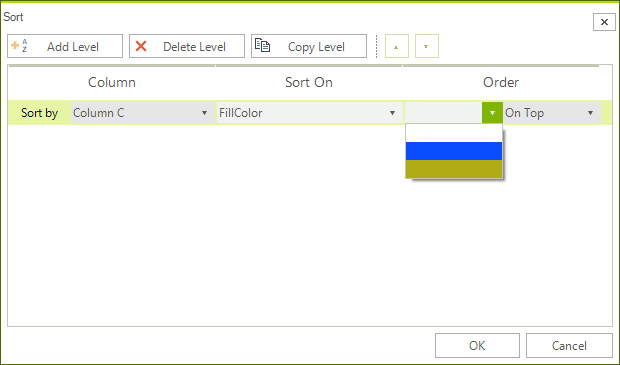 Sort
Add Level Delete Level Copy Level
Column Sort On Order
Sort by Column C FillColor On Top
OK Cancel